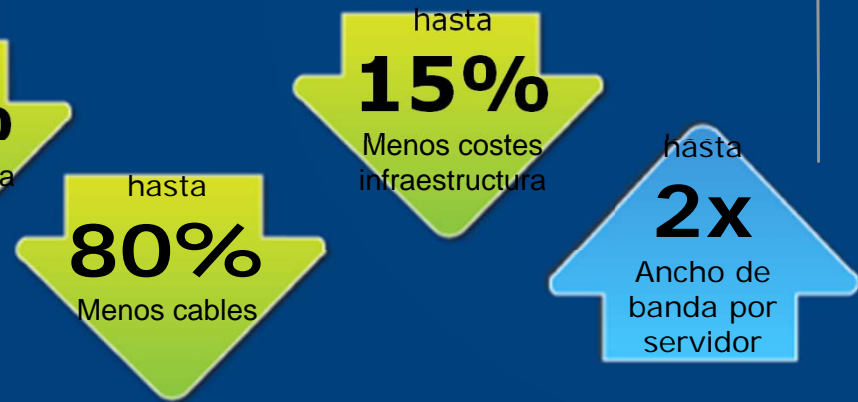 hasta
15%
Menos costes
infraestructura
hasta
80%
Menos cables
hasta
2x
Ancho de
banda por
servidor